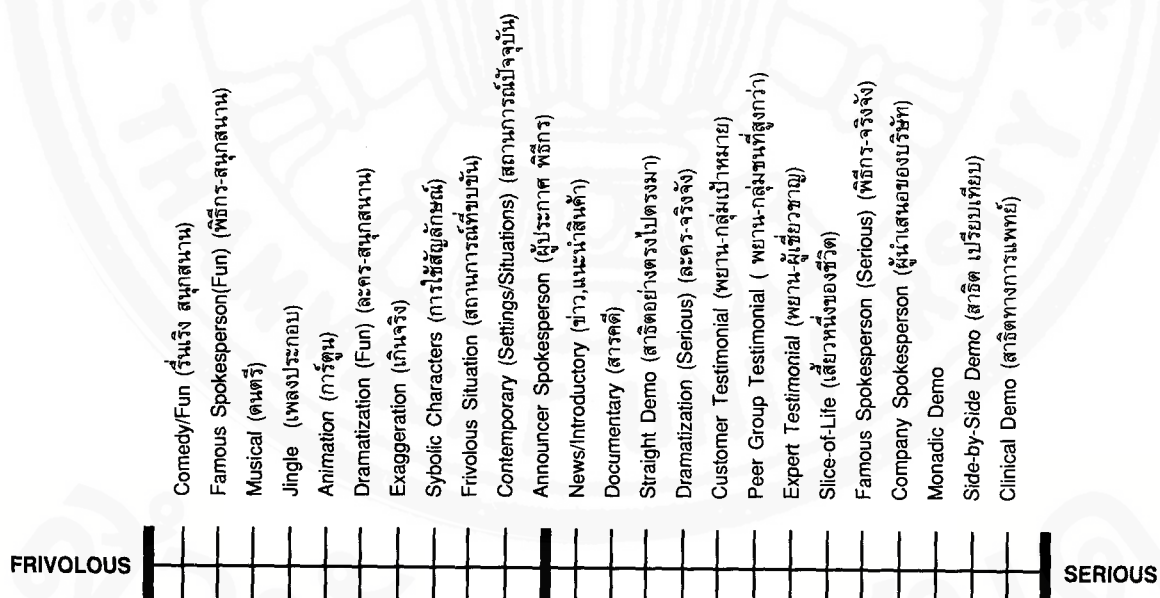 Comedy/Fun (รื่นเริง สนุกสนาน)
Famous Spokesperson(Fun) (พิธีกร-สนุกสนาน)
Musical (ดนตรี)
Jingle (เพลงประกอบ)
Animation (การ์ตูน)
Dramatization (Fun) (ละคร-สนุกสนาน)
Exaggeration (เกินจริง)
Sybolic Characters (การใช้สัญลักษณ์)
Frivolous Situation (สถานการณ์ที่ขบขัน)
Contemporary (Settings/Situations) (สถานการณ์ปัจจุบัน)
Announcer Spokesperson (ผู้ประกาศ พิธีกร)
News/Introductory (ข่าว,แนะนำสินค้า)
Documentary (สารคดี)
Straight Demo (สาธิตอย่างตรงไปตรงมา)
Dramatization (Serious) (ละคร-จริงจัง)
Customer Testimonial (พยาน-กลุ่มเป้าหมาย)
Peer Group Testimonial ( พยาน-กลุ่มชนที่สูงกว่า)
Expert Testimonial (พยาน-ผู้เชี่ยวชาญ)
Slice-of-Life (เสี้ยวหนึ่งของชีวิต)
Famous Spokesperson (Serious) (พิธีกร-จริงจัง)
Company Spokesperson (ผู้นำเสนอของบริษัท)
Monadic Demo
Side-by-Side Demo (สาธิต เปรียบเทียบ)
Clinical Demo (สาธิตทางการแพทย์)
FRIVOLOUS
SERIOUS